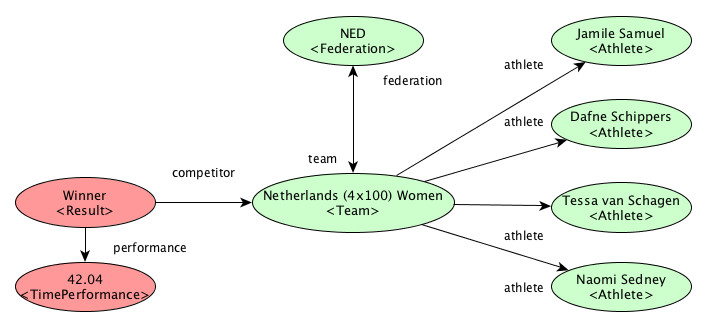 NED
<Federation>
Jamile Samuel
<Athlete>
athlete
federation
Dafne Schippers
<Athlete>
athlete
team
competitor
Winner
<Result>
Netherlands (4x100) Women
<Team>
Tessa van Schagen
<Athlete>
athlete
performance
42.04
<TimePerformance>
athlete
Naomi Sedney
<Athlete>